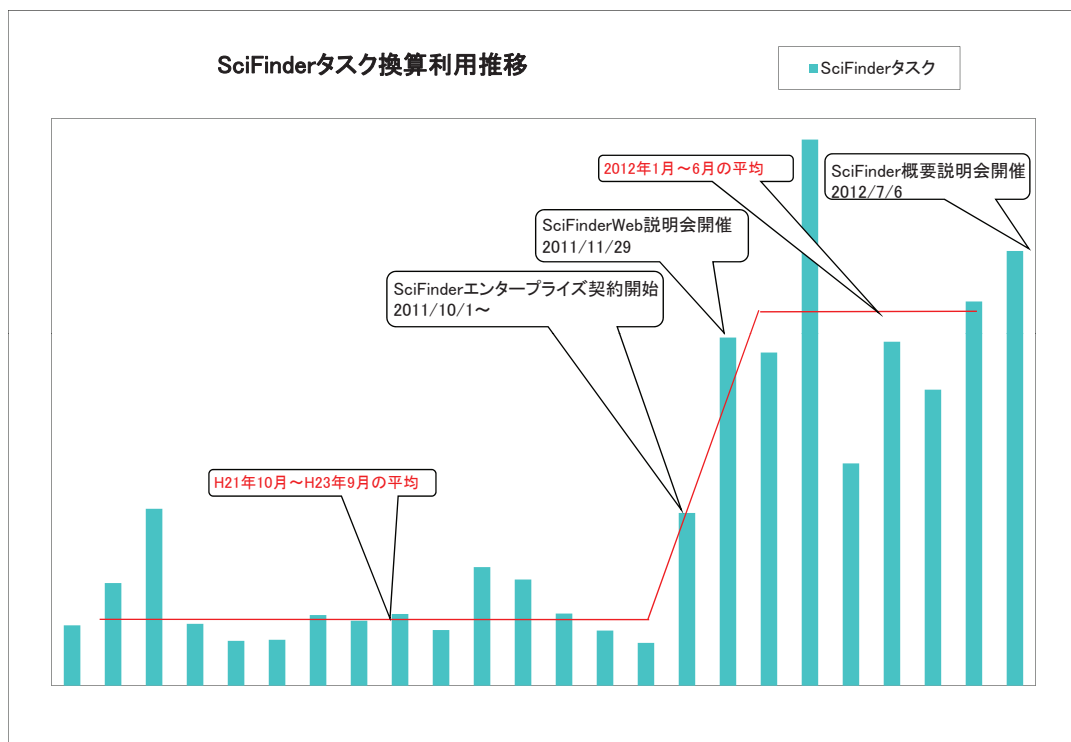 SciFinderタスク換算利用推移
SciFinderタスク
2012年1月～6月の平均
SciFinder概要説明会開催
2012/7/6
SciFinderWeb説明会開催
2011/11/29
SciFinderエンタープライズ契約開始
2011/10/1～
H21年10月～H23年9月の平均